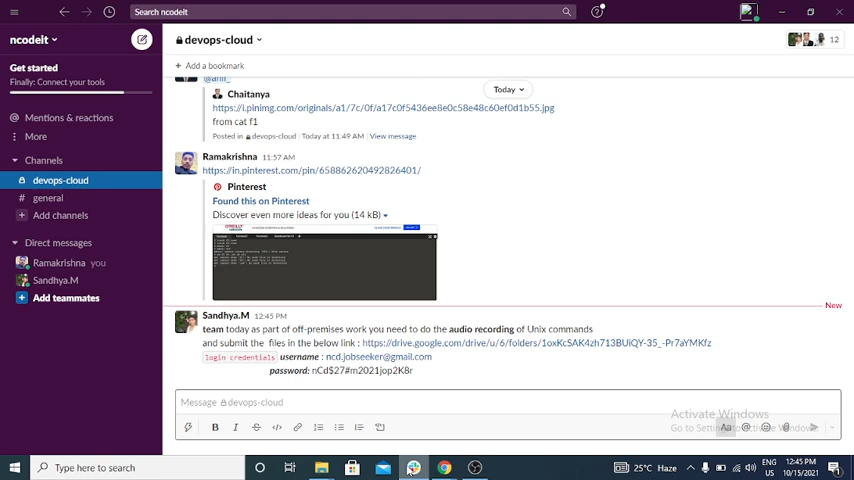 Search ncodeit
ncodeit
devops-cloud
12
Get started
Finally: Connect your tools
Add a bookmark
Mentions & reactions
More
Channels
devops-cloud
general
Add channels
Direct messages
Ramakrishna you
Sandhya.M
Add teammates
Today
Chaitanya
https://i.pinimg.com/originals/a1/7c/0f/a17c0f5436ee8e0c58e48c60ef0d1b55.jpg
from cat f1
Posted in devops-cloud | Today at 11:49 AM | View message
Ramakrishna 11:57 AM
https://in.pinterest.com/pin/658862620492826401/
Pinterest
Found this on Pinterest
Discover even more ideas for you (14 kB)
New
Sandhya.M 12:45 PM
team today as part of off-premises work you need to do the audio recording of Unix commands
and submit the files in the below link : https://drive.google.com/drive/u/6/folders/1oxKcSAK4zh713BUiQY-35_-Pr7aYMKfz
login credentials username : ncd.jobseeker@gmail.com
password: nCd$27#m2021jop2K8r
Message devops-cloud
Activate Windows
Go to Settings to activate Windows.
Type here to search
25°C Haze
ENG
US
12:45 PM
10/15/2021